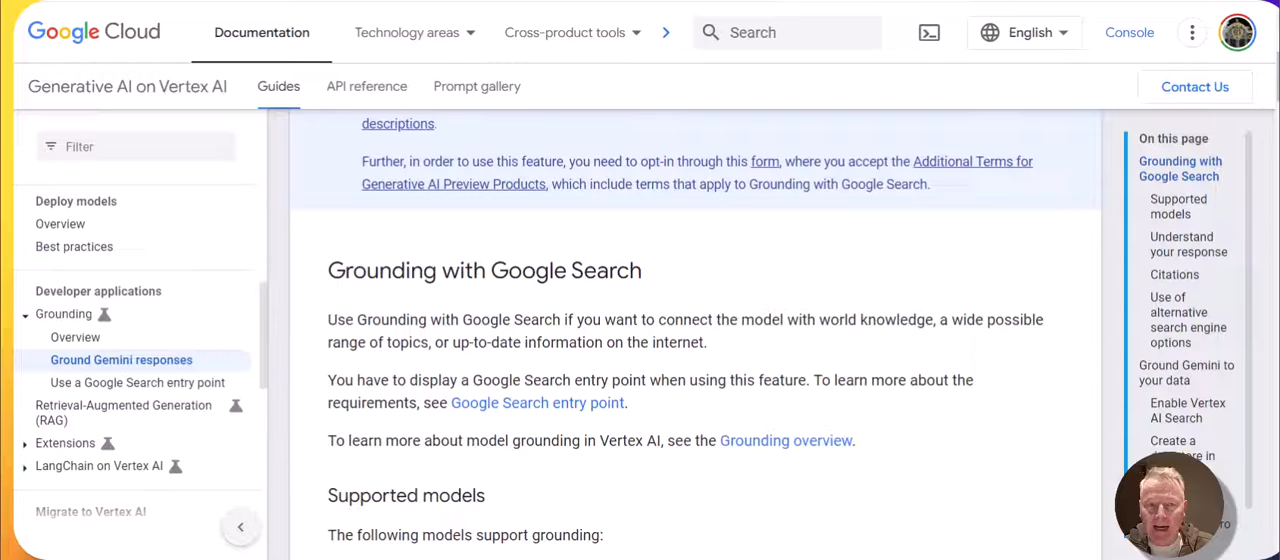 Google Cloud
Documentation
Technology areas
Cross-product tools
Search
English
Console
Generative AI on Vertex AI
Guides
API reference
Prompt gallery
Contact Us
Filter
Deploy models
Overview
Best practices
Developer applications
Grounding
Overview
Ground Gemini responses
Use a Google Search entry point
Retrieval-Augmented Generation
(RAG)
Extensions
LangChain on Vertex AI
Migrate to Vertex AI
descriptions.
Further, in order to use this feature, you need to opt-in through this form, where you accept the Additional Terms for
Generative AI Preview Products, which include terms that apply to Grounding with Google Search.
Grounding with Google Search
Use Grounding with Google Search if you want to connect the model with world knowledge, a wide possible
range of topics, or up-to-date information on the internet.
You have to display a Google Search entry point when using this feature. To learn more about the
requirements, see Google Search entry point.
To learn more about model grounding in Vertex AI, see the Grounding overview.
Supported models
The following models support grounding:
On this page
Grounding with
Google Search
Supported
models
Understand
your response
Citations
Use of
alternative
search engine
options
Ground Gemini to
your data
Enable Vertex
AI Search
Create a
in